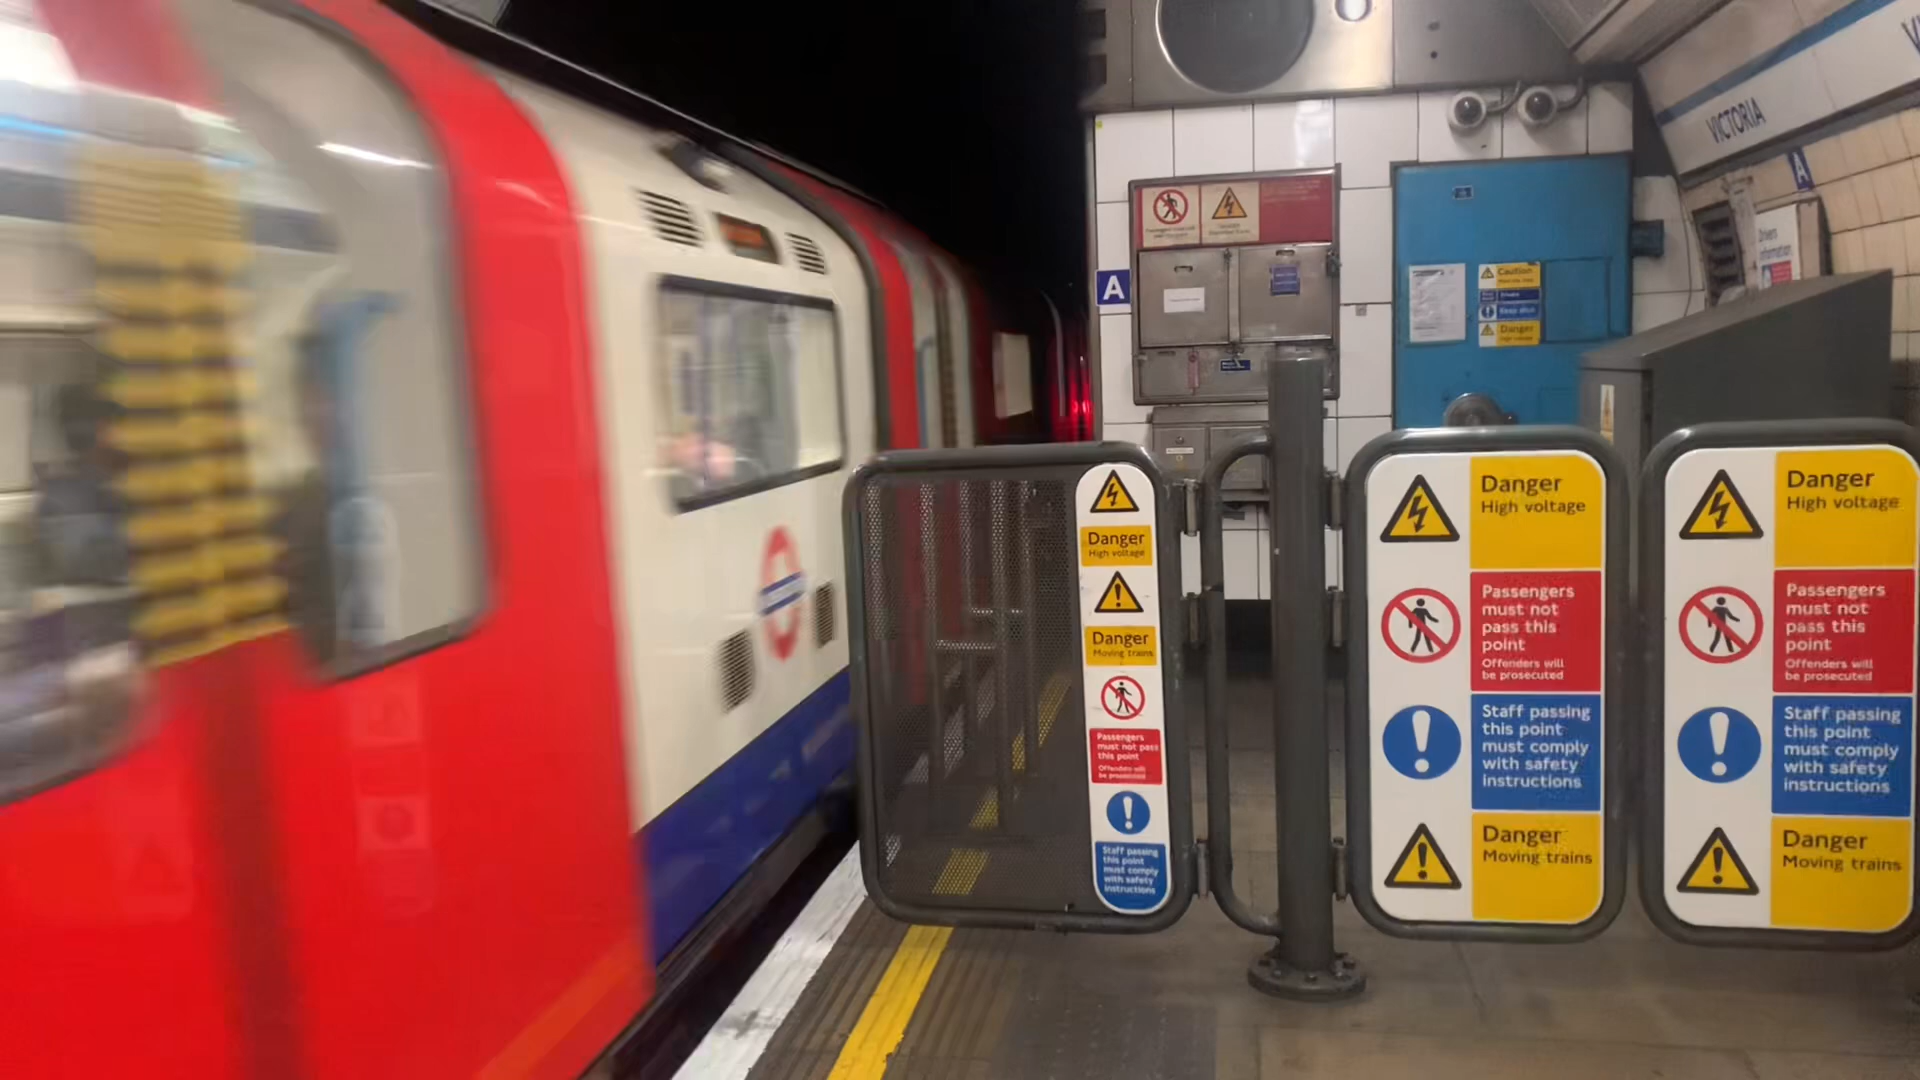 VICTORIA
A
A
Drivers
information
Caution
Danger
Danger
High voltage
Danger
Moving trains
Passengers
must not pass
this point
Offenders will
be prosecuted
Staff passing
this point
must comply
with safety
instructions
Danger
High voltage
Passengers
must not
pass this
point
Offenders will
be prosecuted
Staff passing
this point
must comply
with safety
instructions
Danger
Moving trains
Danger
High voltage
Passengers
must not
pass this
point
Offenders will
be prosecuted
Staff passing
this point
must comply
with safety
instructions
Danger
Moving trains